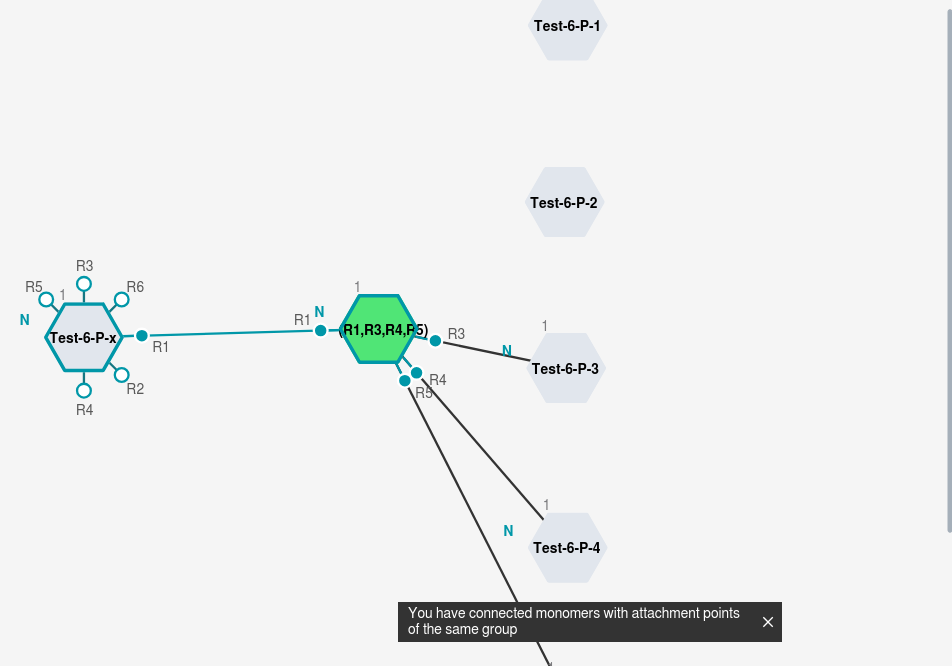 Test-6-P-1
Test-6-P-2
R3
R5
1
R6
N
Test-6-P-x
R1
R2
R4
1
N
R1
(R1,R3,R4,R5)
R3
R4
R5
1
N
Test-6-P-3
1
N
Test-6-P-4
You have connected monomers with attachment points
of the same group